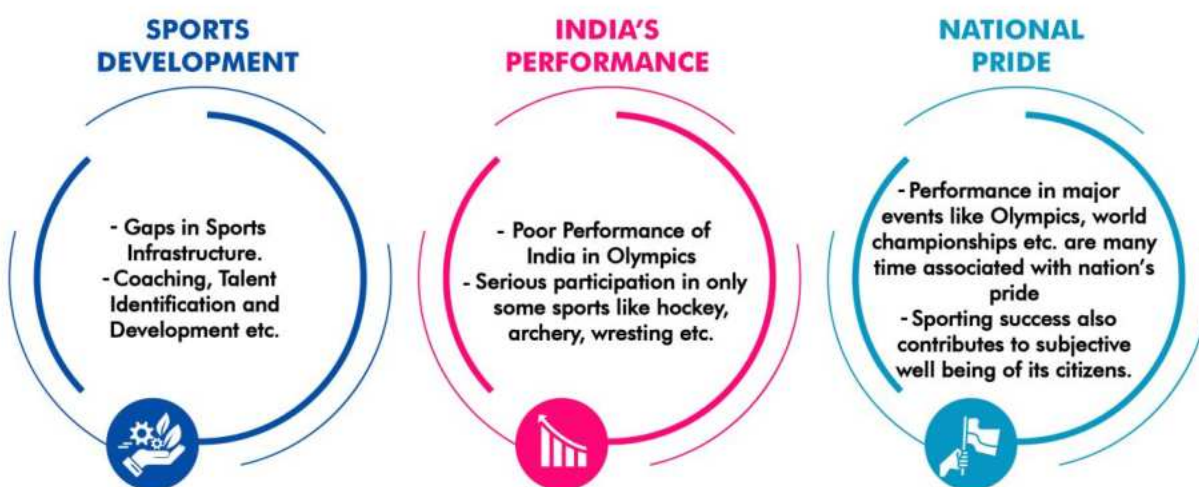 SPORTS
DEVELOPMENT
- Gaps in Sports
Infrastructure.
- Coaching, Talent
Identification and
Development etc.
INDIA'S
PERFORMANCE
- Poor Performance of
India in Olympics
- Serious participation in only
some sports like hockey,
archery, wresting etc.
NATIONAL
PRIDE
- Performance in major
events like Olympics, world
championships etc. are many
time associated with nation's
pride
- Sporting success also
contributes to subjective
well being of its citizens.